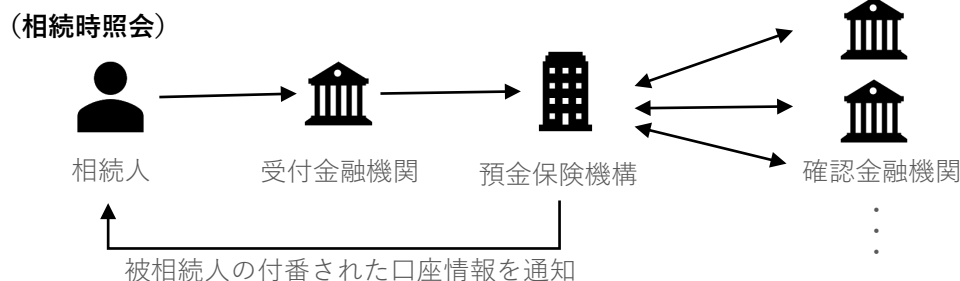 （相続時照会）
相続人
受付金融機関
預金保険機構
確認金融機関
・
・
・
被相続人の付番された口座情報を通知